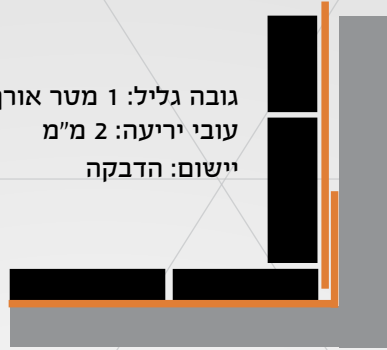 גובה גליל: 1 מטר אורך
עובי יריעה: 2 מ"מ
יישום: הדבקה